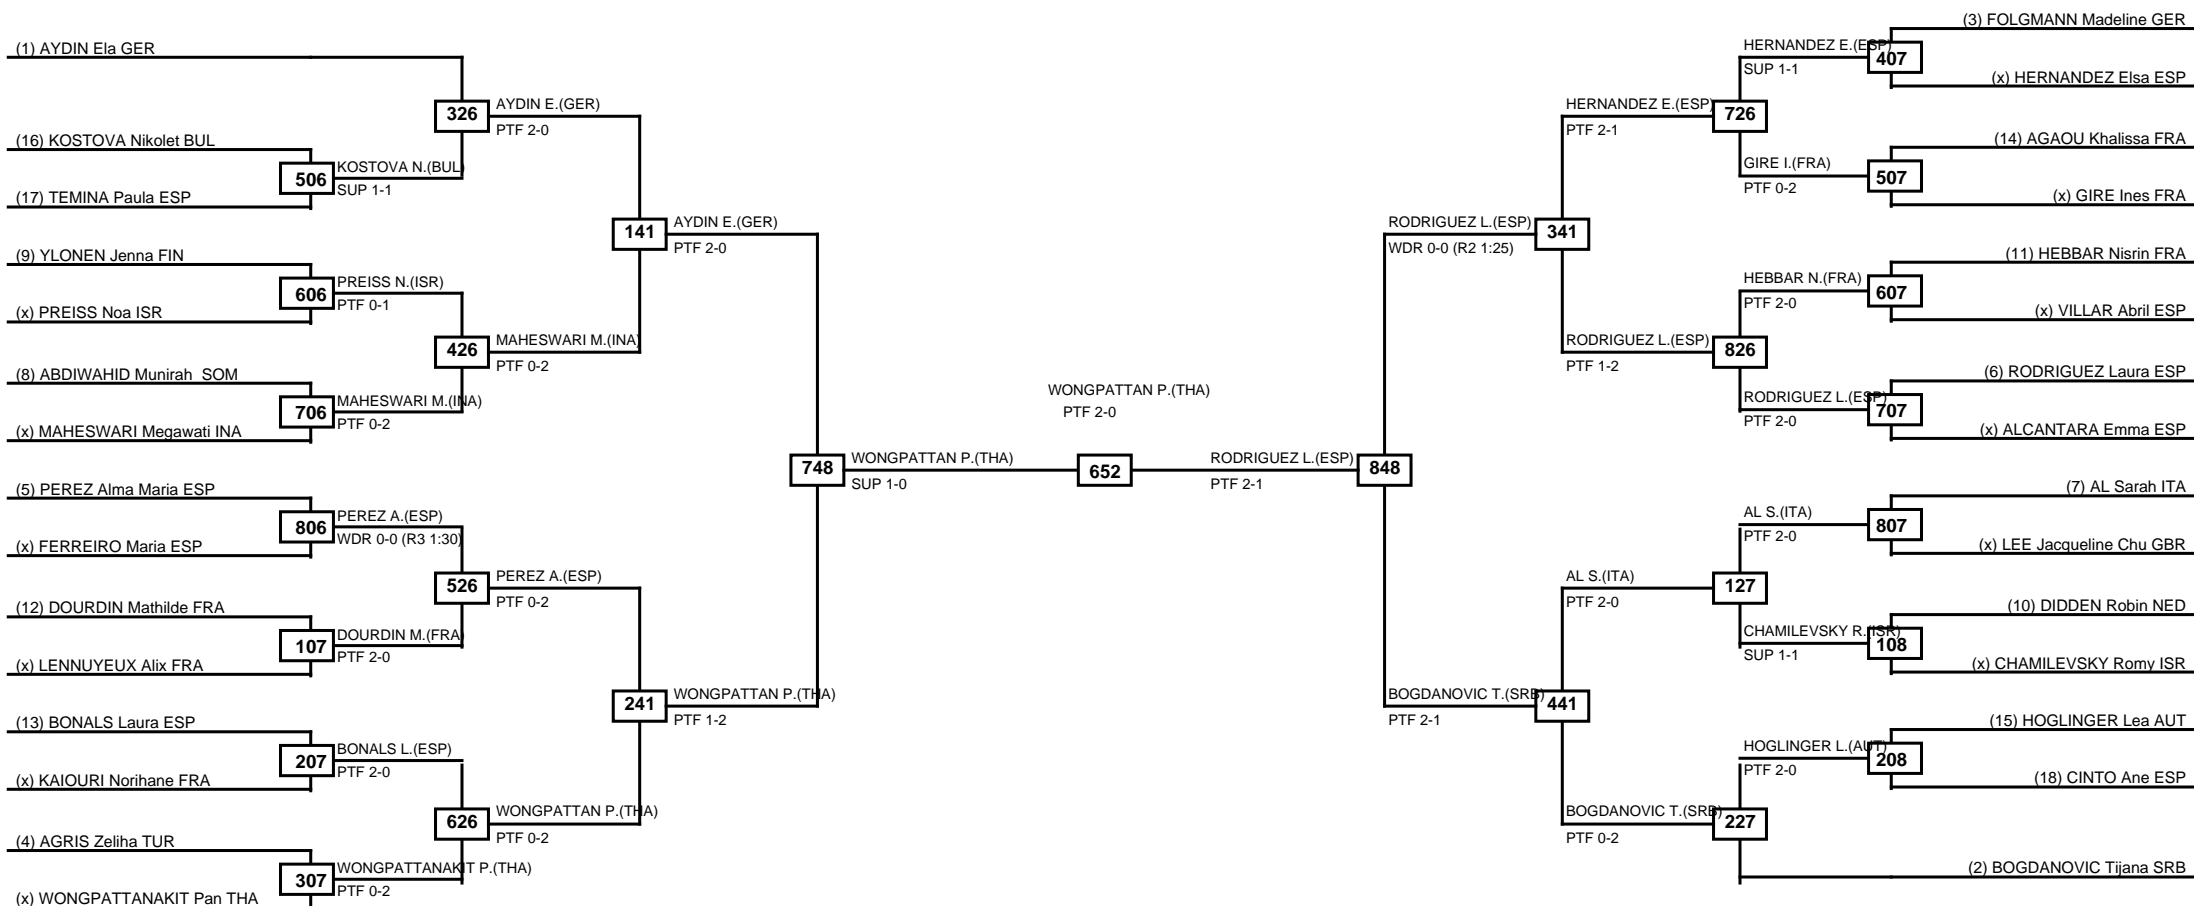 (1) AYDIN Ela GER
326
AYDIN E.(GER)
PTF 2-0
(16) KOSTOVA Nikolet BUL
506
KOSTOVA N.(BUL)
SUP 1-1
(17) TEMINA Paula ESP
141
AYDIN E.(GER)
PTF 2-0
(9) YLONEN Jenna FIN
606
PREISS N.(ISR)
PTF 0-1
(x) PREISS Noa ISR
426
MAHESWARI M.(INA)
PTF 0-2
(8) ABDIWAHID Munirah  SOM
706
MAHESWARI M.(INA)
PTF 0-2
(x) MAHESWARI Megawati INA
748
WONGPATTAN P.(THA)
SUP 1-0
(5) PEREZ Alma Maria ESP
806
PEREZ A.(ESP)
WDR 0-0 (R3 1:30)
(x) FERREIRO Maria ESP
526
PEREZ A.(ESP)
PTF 0-2
(12) DOURDIN Mathilde FRA
107
DOURDIN M.(FRA)
PTF 2-0
(x) LENNUYEUX Alix FRA
241
WONGPATTAN P.(THA)
PTF 1-2
(13) BONALS Laura ESP
207
BONALS L.(ESP)
PTF 2-0
(x) KAIOURI Norihane FRA
626
WONGPATTAN P.(THA)
PTF 0-2
(4) AGRIS Zeliha TUR
307
WONGPATTANAKIT P.(THA)
PTF 0-2
(x) WONGPATTANAKIT Pan THA
WONGPATTAN P.(THA)
PTF 2-0
652
(3) FOLGMANN Madeline GER
HERNANDEZ E.(ESP)
407
SUP 1-1
(x) HERNANDEZ Elsa ESP
HERNANDEZ E.(ESP)
726
PTF 2-1
(14) AGAOU Khalissa FRA
GIRE I.(FRA)
507
PTF 0-2
(x) GIRE Ines FRA
RODRIGUEZ L.(ESP)
341
WDR 0-0 (R2 1:25)
(11) HEBBAR Nisrin FRA
HEBBAR N.(FRA)
607
PTF 2-0
(x) VILLAR Abril ESP
RODRIGUEZ L.(ESP)
826
PTF 1-2
(6) RODRIGUEZ Laura ESP
RODRIGUEZ L.(ESP)
707
PTF 2-0
(x) ALCANTARA Emma ESP
RODRIGUEZ L.(ESP)
848
PTF 2-1
(7) AL Sarah ITA
AL S.(ITA)
807
PTF 2-0
(x) LEE Jacqueline Chu GBR
AL S.(ITA)
127
PTF 2-0
(10) DIDDEN Robin NED
CHAMILEVSKY R.(ISR)
108
SUP 1-1
(x) CHAMILEVSKY Romy ISR
BOGDANOVIC T.(SRB)
441
PTF 2-1
(15) HOGLINGER Lea AUT
HOGLINGER L.(AUT)
208
PTF 2-0
(18) CINTO Ane ESP
BOGDANOVIC T.(SRB)
227
PTF 0-2
(2) BOGDANOVIC Tijana SRB